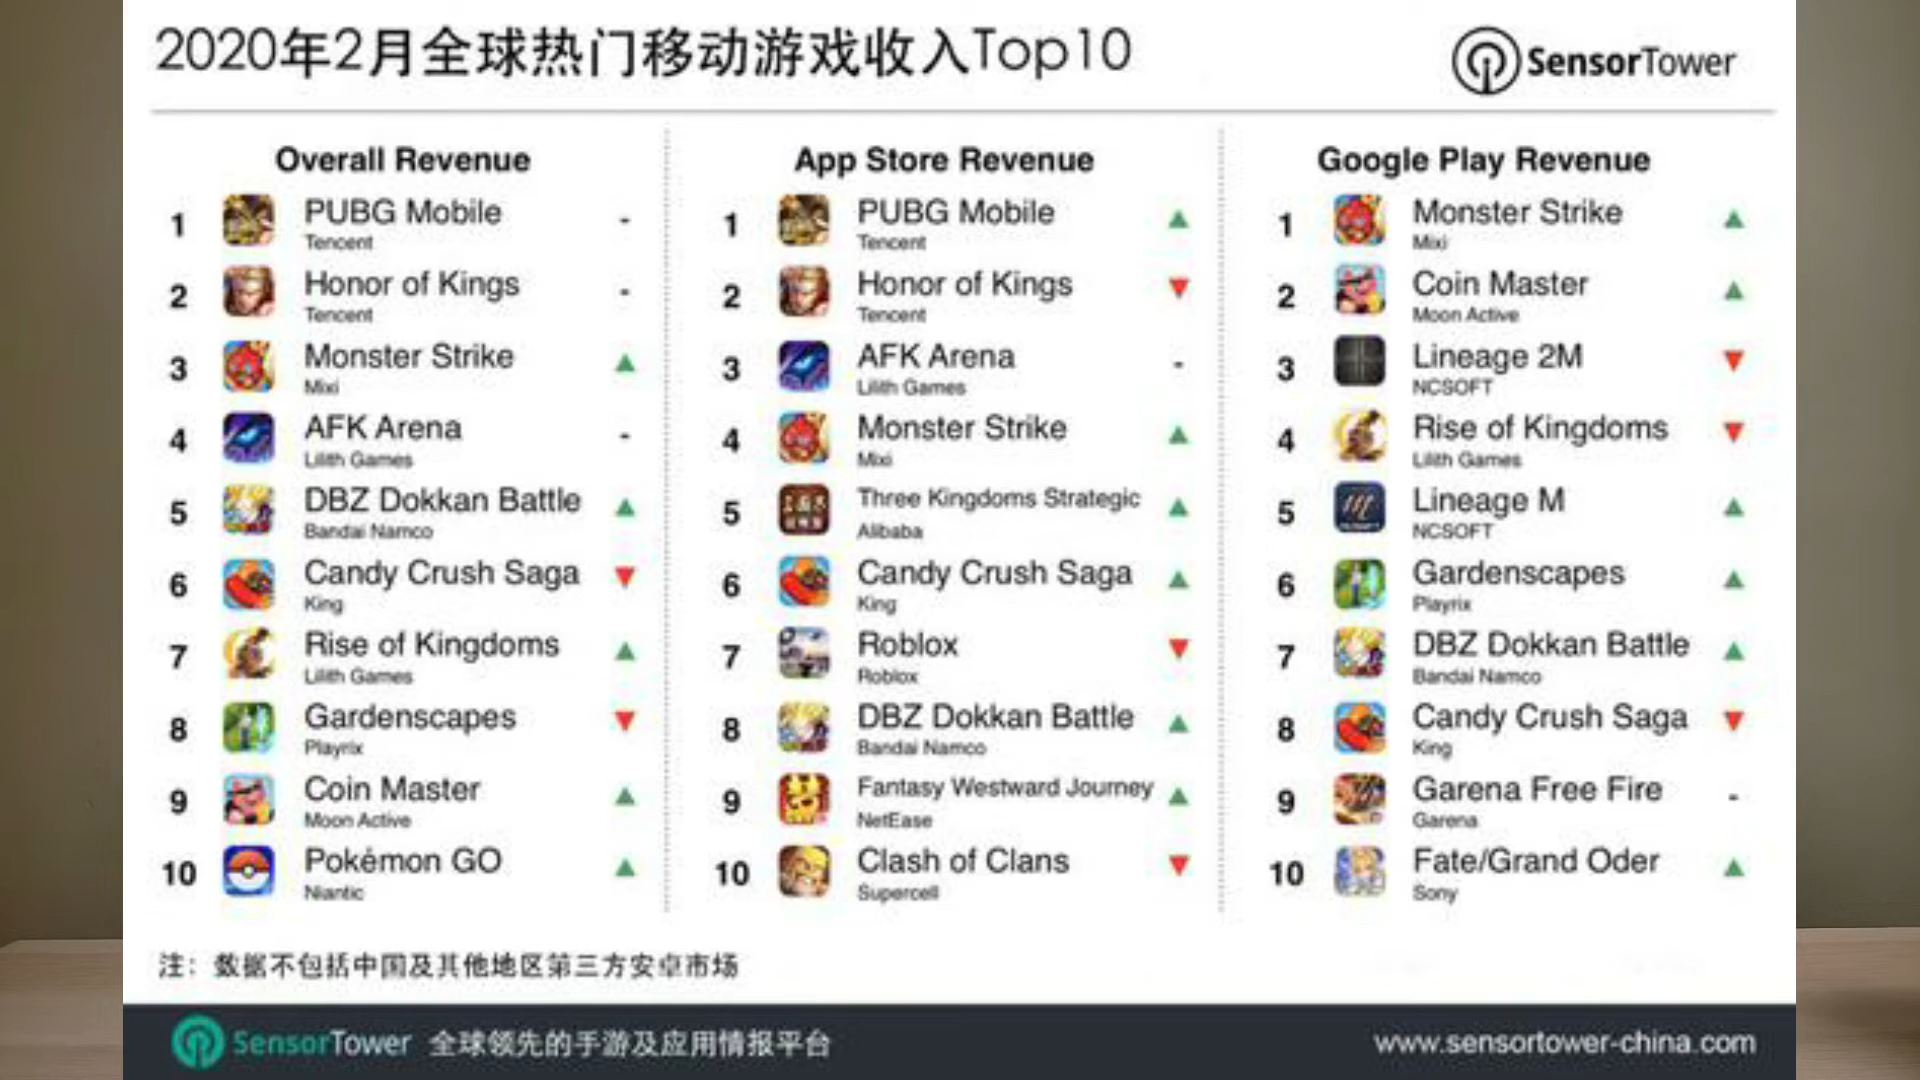 2020年2月全球热门移动游戏收入Top10
SensorTower
Overall Revenue
1 PUBG Mobile -
Tencent
2 Honor of Kings -
Tencent
3 Monster Strike ▲
Mixi
4 AFK Arena -
Lilith Games
5 DBZ Dokkan Battle ▲
Bandai Namco
6 Candy Crush Saga ▼
King
7 Rise of Kingdoms ▲
Lilith Games
8 Gardenscapes ▼
Playrix
9 Coin Master ▲
Moon Active
10 Pokémon GO ▲
Niantic
App Store Revenue
1 PUBG Mobile ▲
Tencent
2 Honor of Kings ▼
Tencent
3 AFK Arena -
Lilith Games
4 Monster Strike ▲
Mixi
5 Three Kingdoms Strategic ▲
Alibaba
6 Candy Crush Saga ▲
King
7 Roblox ▼
Roblox
8 DBZ Dokkan Battle ▲
Bandai Namco
9 Fantasy Westward Journey ▲
NetEase
10 Clash of Clans ▼
Supercell
Google Play Revenue
1 Monster Strike ▲
Mixi
2 Coin Master ▲
Moon Active
3 Lineage 2M ▼
NCSOFT
4 Rise of Kingdoms ▼
Lilith Games
5 Lineage M ▲
NCSOFT
6 Gardenscapes ▲
Playrix
7 DBZ Dokkan Battle ▲
Bandai Namco
8 Candy Crush Saga ▼
King
9 Garena Free Fire -
Garena
10 Fate/Grand Oder ▲
Sony
注：数据不包括中国及其他地区第三方安卓市场
SensorTower 全球领先的手游及应用情报平台
www.sensortower-china.com